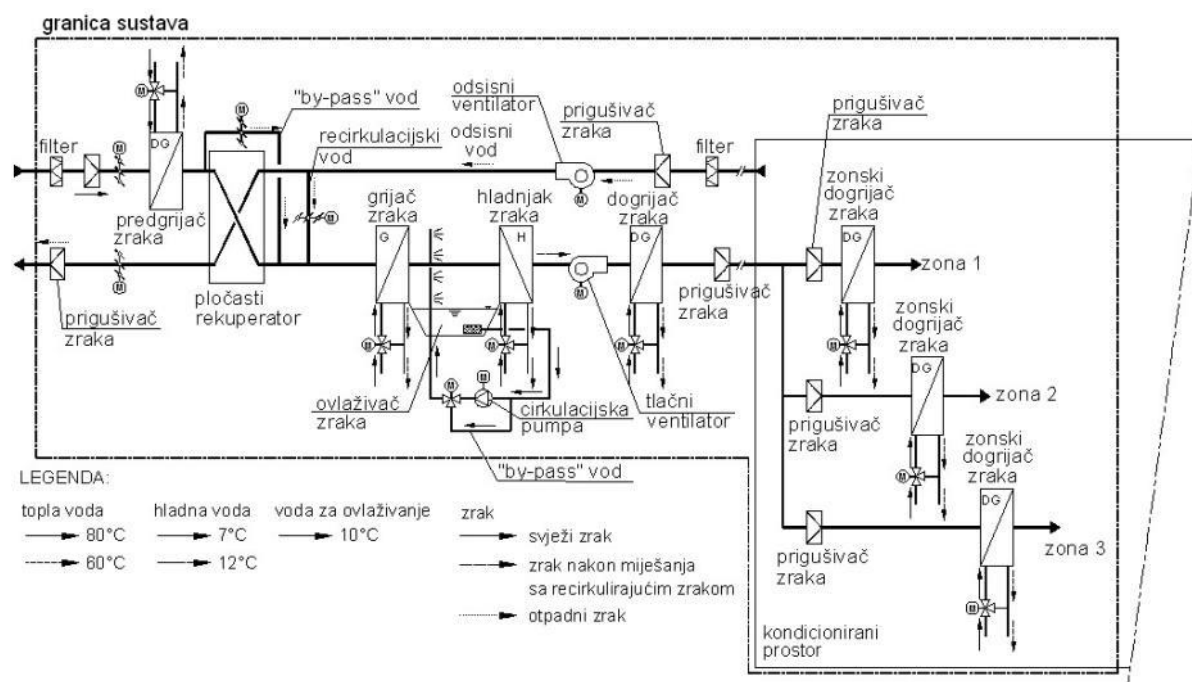 granica sustava
"by-pass" vod
recirkulacijski
vod
odsisni
vod
odsisni
ventilator
prigušivač
zraka
filter
prigušivač
zraka
filter
M
M
M
M
M
DG
predgrijač
zraka
grijač
zraka
hladnjak
zraka
dogrijač
zraka
zonski
dogrijač
zraka
G
H
DG
DG
zona 1
M
M
M
prigušivač
zraka
prigušivač
zraka
pločasti
rekuperator
M
M
M
M
zonski
dogrijač
zraka
DG
zona 2
ovlaživač
zraka
M
M
cirkulacijska
pumpa
tlačni
ventilator
prigušivač
zraka
"by-pass" vod
M
zonski
dogrijač
zraka
DG
zona 3
prigušivač
zraka
M
kondicionirani
prostor
LEGENDA:
topla voda
80°C
60°C
hladna voda
7°C
12°C
voda za ovlaživanje
10°C
zrak
svježi zrak
zrak nakon miješanja
sa recirkulirajućim zrakom
otpadni zrak